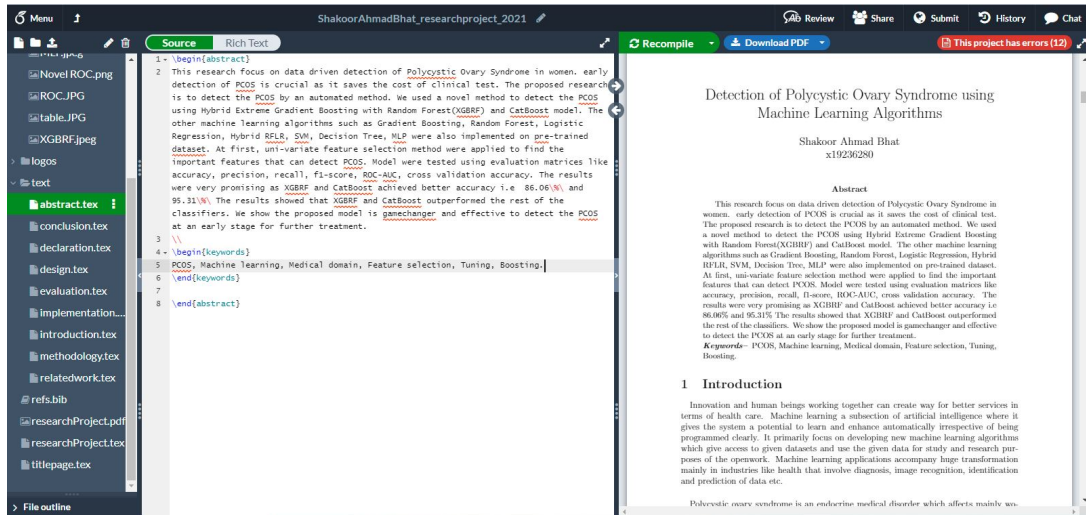 Menu
ShakoorAhmadBhat_researchproject_2021
Review
Share
Submit
History
Chat
Source
Rich Text
Recompile
Download PDF
This project has errors (12)
Novel ROC.png
ROC.JPG
table.JPG
XGBRF.jpeg
logos
text
abstract.tex
conclusion.tex
declaration.tex
design.tex
evaluation.tex
implementation....
introduction.tex
methodology.tex
relatedwork.tex
refs.bib
researchProject.pdf
researchProject.tex
titlepage.tex
File outline
1 \begin{abstract}
2 This research focus on data driven detection of Polycystic Ovary Syndrome in women. early
detection of PCOS is crucial as it saves the cost of clinical test. The proposed research
is to detect the PCOS by an automated method. We used a novel method to detect the PCOS
using Hybrid Extreme Gradient Boosting with Random Forest(XGBRF) and CatBoost model. The
other machine learning algorithms such as Gradient Boosting, Random Forest, Logistic
Regression, Hybrid RFLR, SVM, Decision Tree, MLP were also implemented on pre-trained
dataset. At first, uni-variate feature selection method were applied to find the
important features that can detect PCOS. Model were tested using evaluation matrices like
accuracy, precision, recall, f1-score, ROC-AUC, cross validation accuracy. The results
were very promising as XGBRF and CatBoost achieved better accuracy i.e  86.06\%\ and
95.31\%\ The results showed that XGBRF and CatBoost outperformed the rest of the
classifiers. We show the proposed model is gamechanger and effective to detect the PCOS
at an early stage for further treatment.
3 \\
4 \begin{keywords}
5 PCOS, Machine learning, Medical domain, Feature selection, Tuning, Boosting.
6 \end{keywords}
7
8 \end{abstract}
Detection of Polycystic Ovary Syndrome using
Machine Learning Algorithms
Shakoor Ahmad Bhat
x19236280
Abstract
This research focus on data driven detection of Polycystic Ovary Syndrome in
women. early detection of PCOS is crucial as it saves the cost of clinical test.
The proposed research is to detect the PCOS by an automated method. We used
a novel method to detect the PCOS using Hybrid Extreme Gradient Boosting
with Random Forest(XGBRF) and CatBoost model. The other machine learning
algorithms such as Gradient Boosting, Random Forest, Logistic Regression, Hybrid
RFLR, SVM, Decision Tree, MLP were also implemented on pre-trained dataset.
At first, uni-variate feature selection method were applied to find the important
features that can detect PCOS. Model were tested using evaluation matrices like
accuracy, precision, recall, f1-score, ROC-AUC, cross validation accuracy. The
results were very promising as XGBRF and CatBoost achieved better accuracy i.e
86.06% and 95.31% The results showed that XGBRF and CatBoost outperformed
the rest of the classifiers. We show the proposed model is gamechanger and effective
to detect the PCOS at an early stage for further treatment.
Keywords– PCOS, Machine learning, Medical domain, Feature selection, Tuning,
Boosting.
1 Introduction
Innovation and human beings working together can create way for better services in
terms of health care. Machine learning a subsection of artificial intelligence where it
gives the system a potential to learn and enhance automatically irrespective of being
programmed clearly. It primarily focus on developing new machine learning algorithms
which give access to given datasets and use the given data for study and research pur-
poses of the openwork. Machine learning applications accompany huge transformation
mainly in industries like health that involve diagnosis, image recognition, identification
and prediction of data etc.
Polycystic ovary syndrome is an endocrine medical disorder which affects mainly wo-